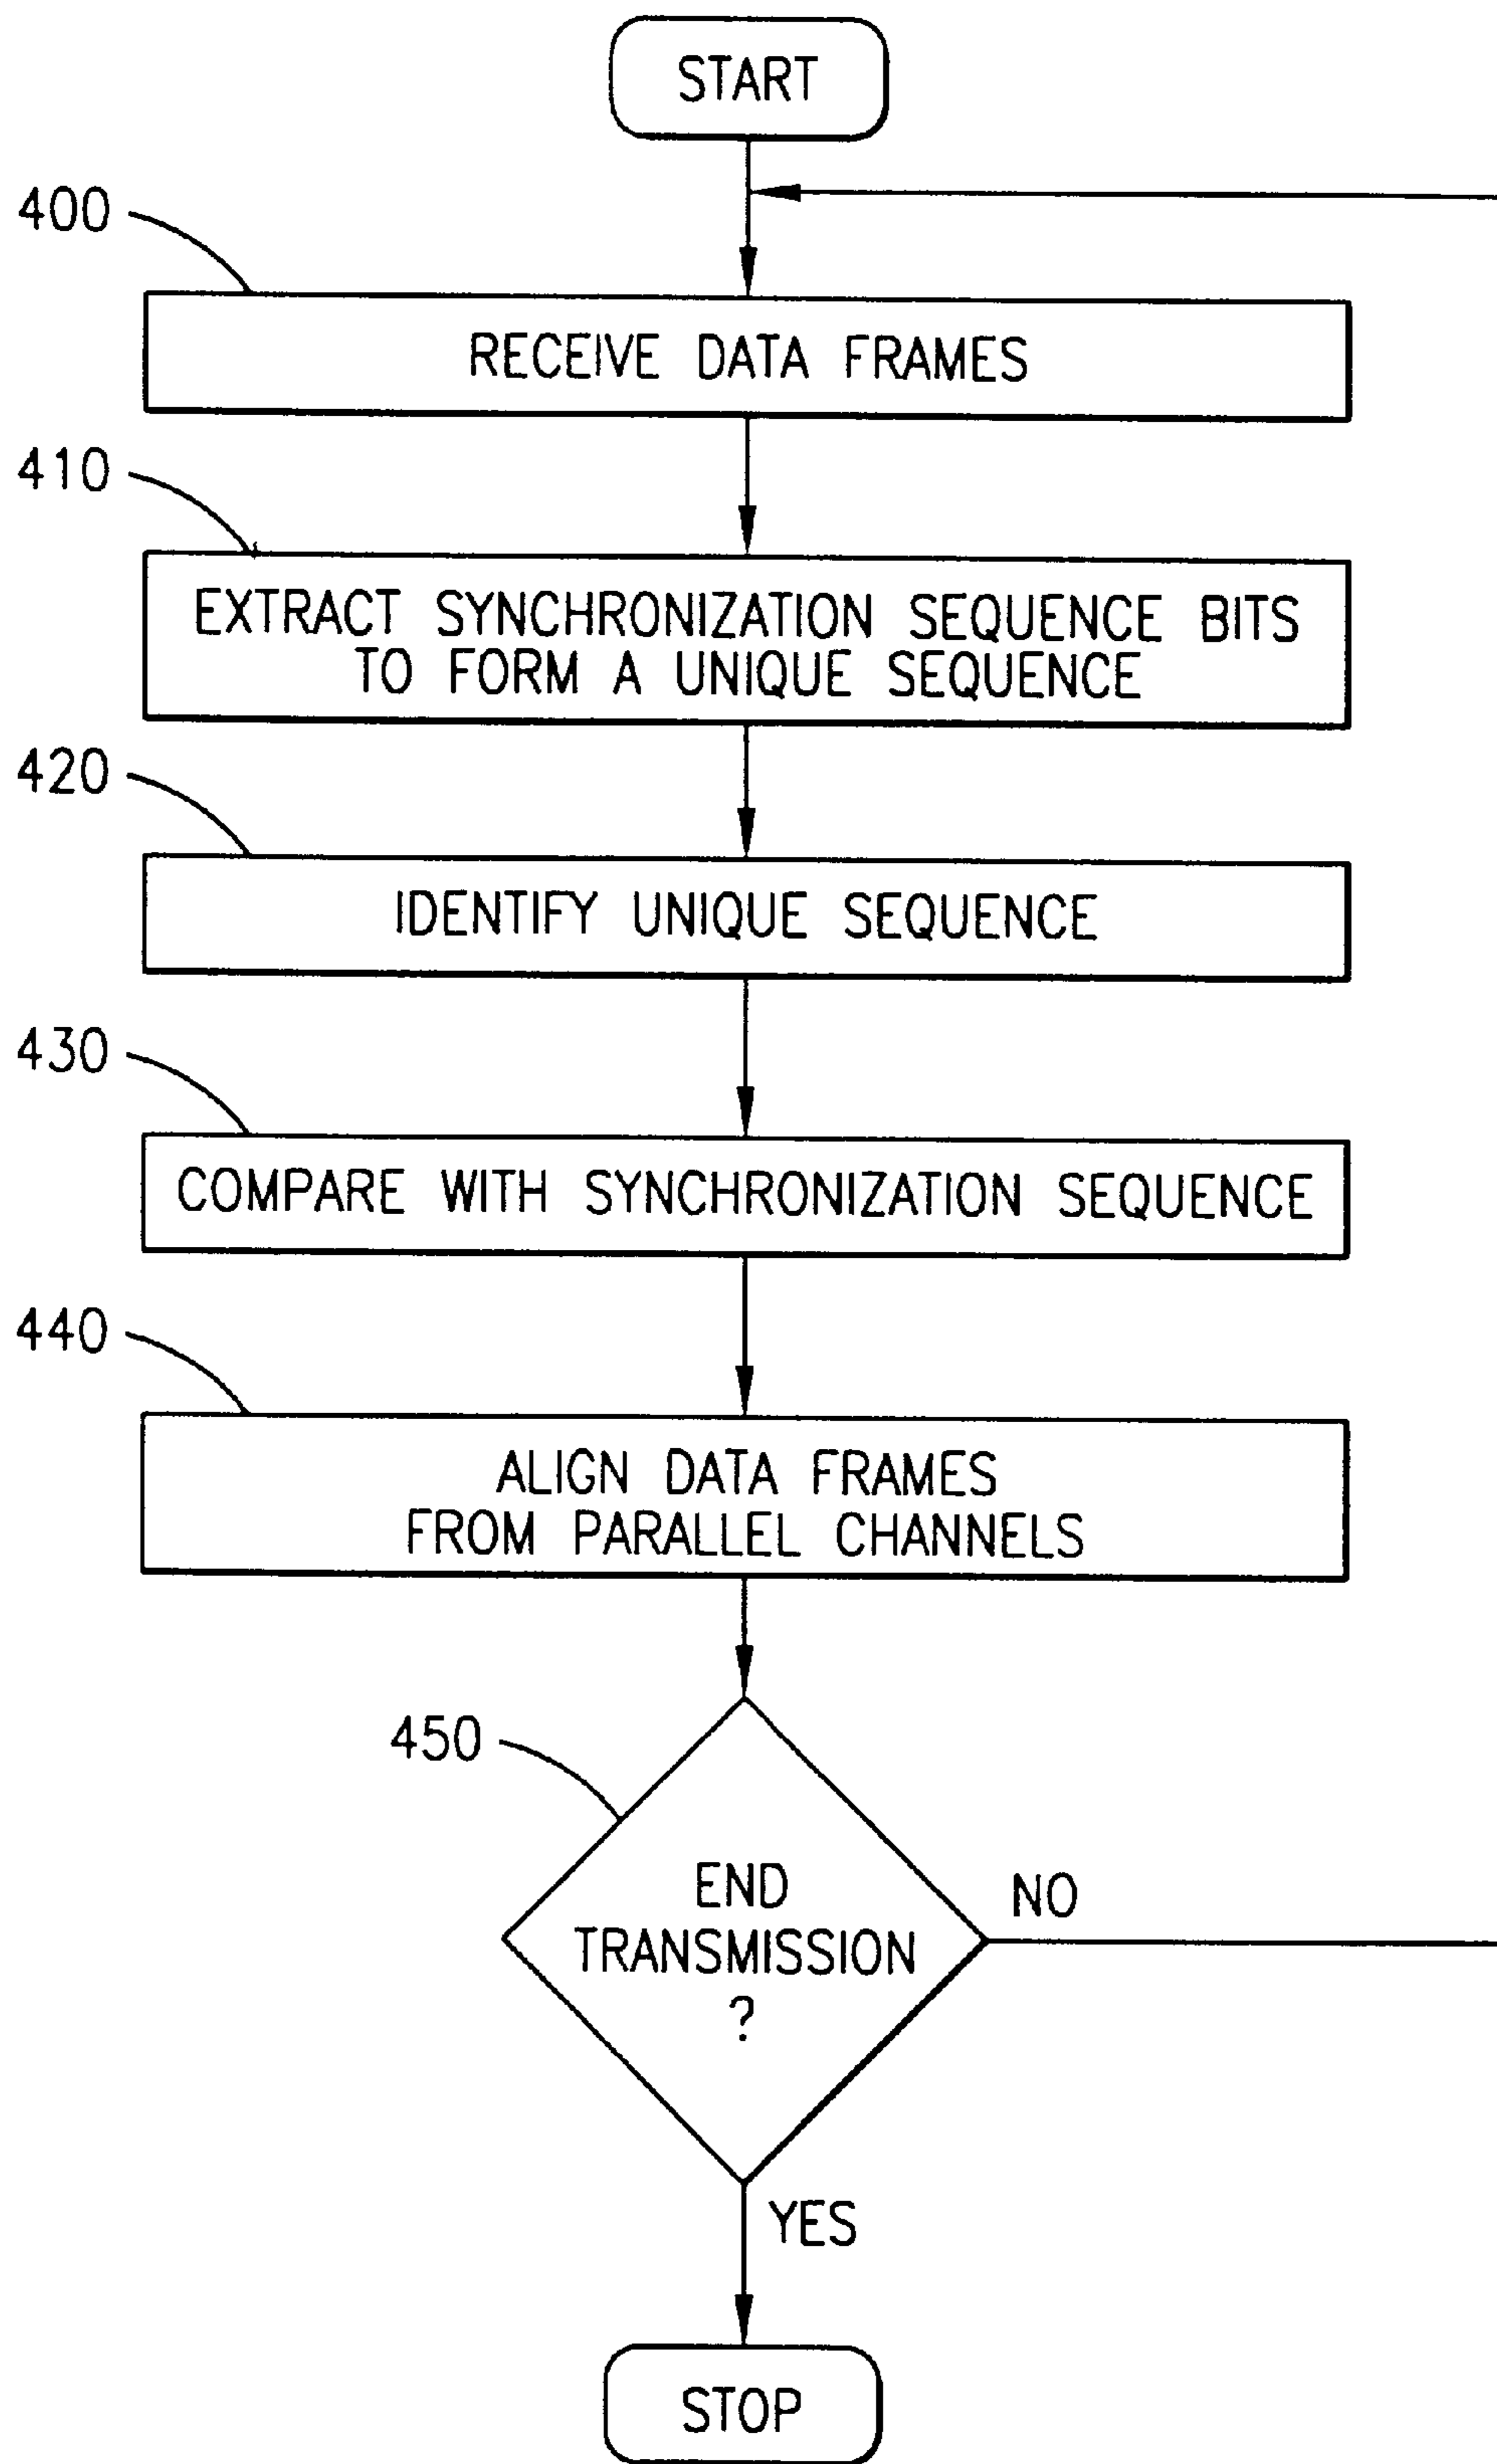 START
400
RECEIVE DATA FRAMES
410
EXTRACT SYNCHRONIZATION SEQUENCE BITS
TO FORM A UNIQUE SEQUENCE
420
IDENTIFY UNIQUE SEQUENCE
430
COMPARE WITH SYNCHRONIZATION SEQUENCE
440
ALIGN DATA FRAMES
FROM PARALLEL CHANNELS
450
END
TRANSMISSION
?
NO
YES
STOP